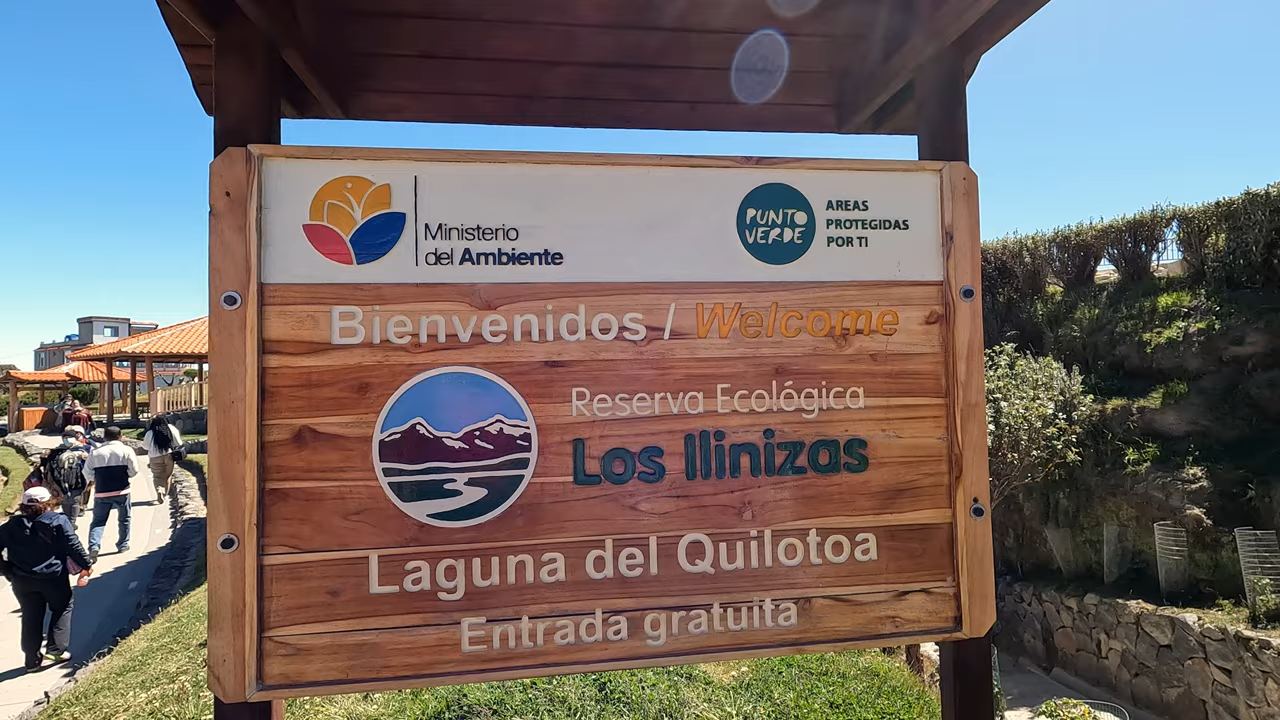 Ministerio
del Ambiente
PUNTO
VERDE
AREAS
PROTEGIDAS
POR TI
Bienvenidos / Welcome
Reserva Ecológica
Los Ilinizas
Laguna del Quilotoa
Entrada gratuita